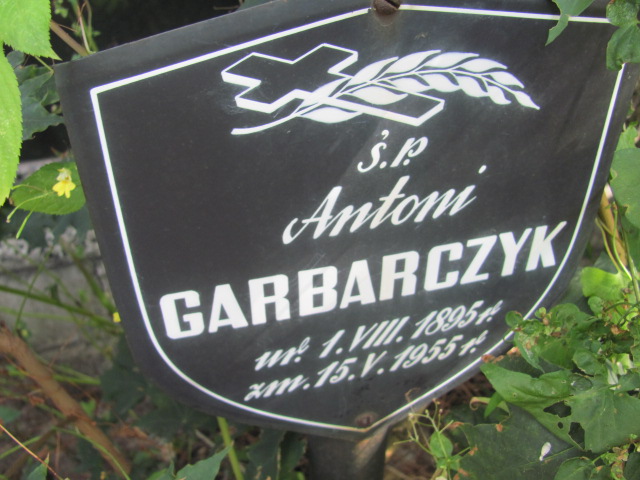 ś.p.
Antoni
GARBARCZYK
ur. 1.VIII.1895 r.
zm. 15.V.1955 r.